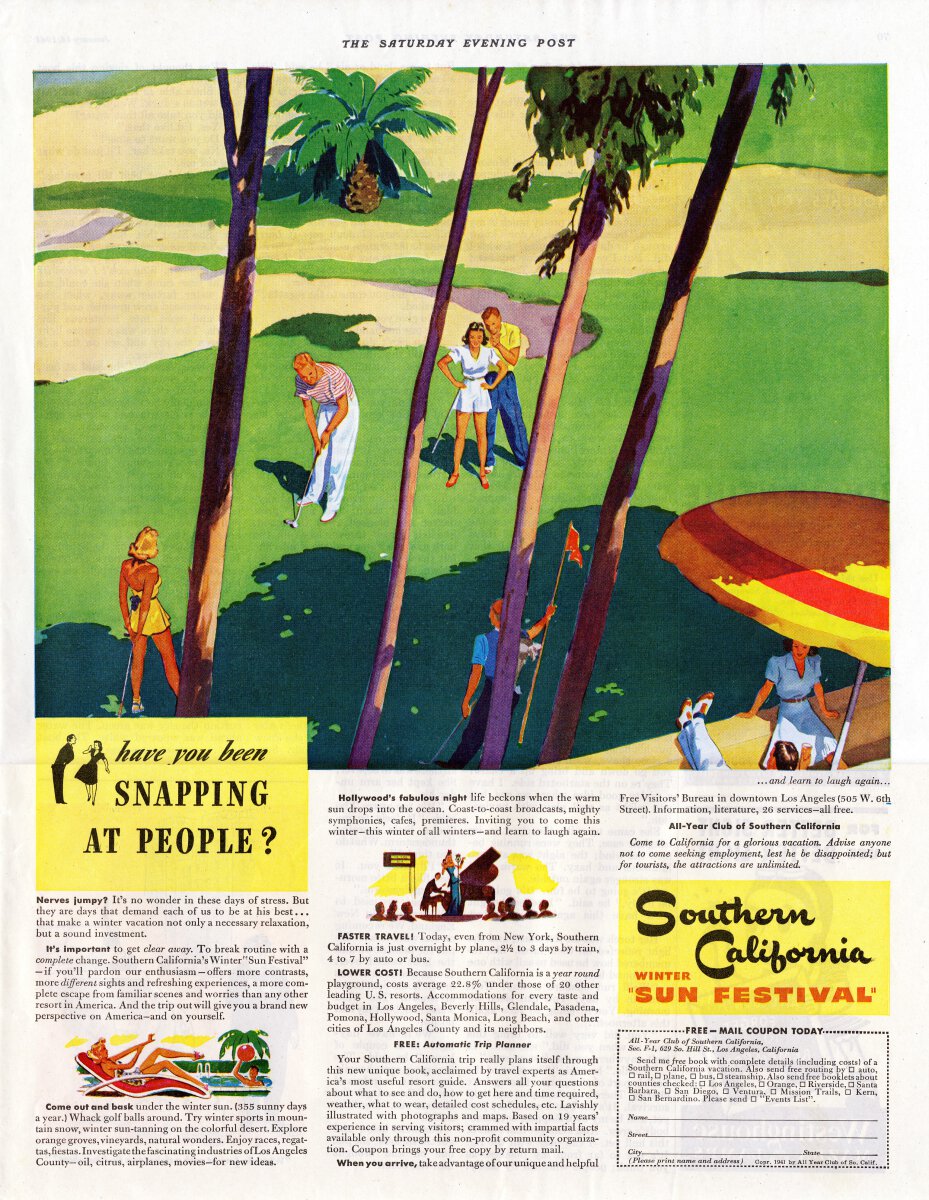 THE SATURDAY EVENING POST
have you been
SNAPPING
AT PEOPLE?
Nerves jumpy? It's no wonder in these days of stress. But
they are days that demand each of us to be at his best...
that make a winter vacation not only a necessary relaxation,
but a sound investment.
It's important to get clear away. To break routine with a
complete change. Southern California's Winter "Sun Festival"
—if you'll pardon our enthusiasm—offers more contrasts,
more different sights and refreshing experiences, a more com-
plete escape from familiar scenes and worries than any other
resort in America. And the trip out will give you a brand new
perspective on America—and on yourself.
Come out and bask under the winter sun. (355 sunny days
a year.) Whack golf balls around. Try winter sports in moun-
tain snow, winter sun-tanning on the colorful desert. Explore
orange groves, vineyards, natural wonders. Enjoy races, regat-
tas, fiestas. Investigate the fascinating industries of Los Angeles
County—oil, citrus, airplanes, movies—for new ideas.
Hollywood's fabulous night life beckons when the warm
sun drops into the ocean. Coast-to-coast broadcasts, mighty
symphonies, cafes, premieres. Inviting you to come this
winter—this winter of all winters—and learn to laugh again.
FASTER TRAVEL! Today, even from New York, Southern
California is just overnight by plane, 2½ to 3 days by train,
4 to 7 by auto or bus.
LOWER COST! Because Southern California is a year round
playground, costs average 22.8% under those of 20 other
leading U. S. resorts. Accommodations for every taste and
budget in Los Angeles, Beverly Hills, Glendale, Pasadena,
Pomona, Hollywood, Santa Monica, Long Beach, and other
cities of Los Angeles County and its neighbors.
FREE: Automatic Trip Planner
Your Southern California trip really plans itself through
this new unique book, acclaimed by travel experts as Amer-
ica's most useful resort guide. Answers all your questions
about what to see and do, how to get here and time required,
weather, what to wear, detailed cost schedules, etc. Lavishly
illustrated with photographs and maps. Based on 19 years'
experience in serving visitors; crammed with impartial facts
available only through this non-profit community organiza-
tion. Coupon brings your free copy by return mail.
When you arrive, take advantage of our unique and helpful
...and learn to laugh again...
Free Visitors' Bureau in downtown Los Angeles (505 W. 6th
Street). Information, literature, 26 services—all free.
All-Year Club of Southern California
Come to California for a glorious vacation. Advise anyone
not to come seeking employment, lest he be disappointed; but
for tourists, the attractions are unlimited.
Southern
California
WINTER
"SUN FESTIVAL"
FREE—MAIL COUPON TODAY
All-Year Club of Southern California,
Sec. F-1, 629 So. Hill St., Los Angeles, California
Send me free book with complete details (including costs) of a
Southern California vacation. Also send free routing by □ auto,
□ rail, □ plane, □ bus, □ steamship. Also send free booklets about
counties checked: □ Los Angeles, □ Orange, □ Riverside, □ Santa
Barbara, □ San Diego, □ Ventura, □ Mission Trails, □ Kern,
□ San Bernardino. Please send □ "Events List".
Name
Street
City State
(Please print name and address) Copr. 1941 by All Year Club of So. Calif.